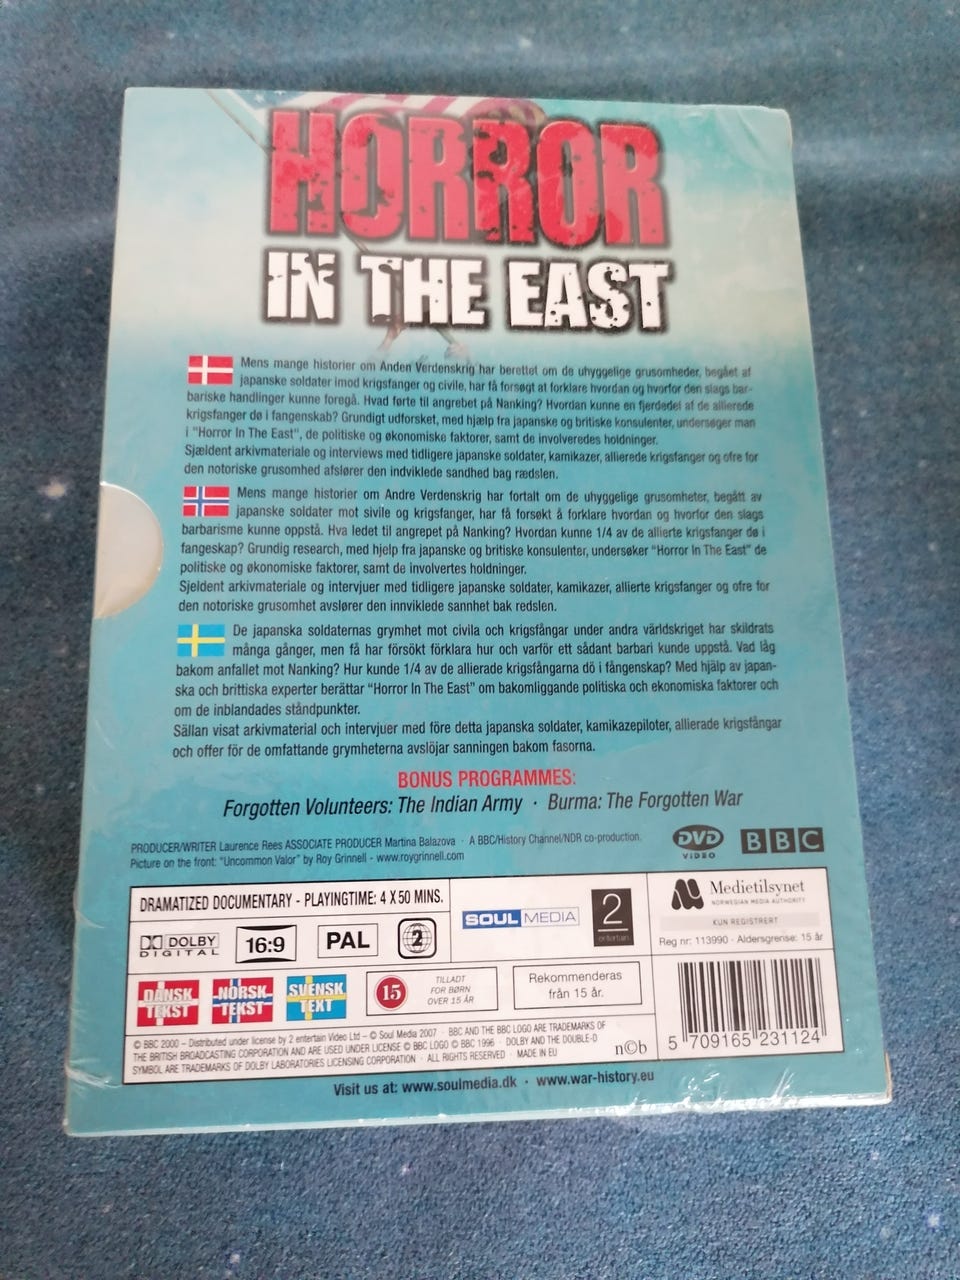 HORROR
IN THE EAST
Mens mange historier om Anden Verdenskrig har berettet om de uhyggelige grusomheder, begået af
japanske soldater imod krigsfanger og civile, har få forsøgt at forklare hvordan og hvorfor den slags bar-
bariske handlinger kunne foregå. Hvad førte til angrebet på Nanking? Hvordan kunne en fjerdedel af de allierede
krigsfanger dø i fangenskab? Grundigt udforsket, med hjælp fra japanske og britiske konsulenter, undersøger man
i "Horror In The East", de politiske og økonomiske faktorer, samt de involveredes holdninger.
Sjældent arkivmateriale og interviews med tidligere japanske soldater, kamikazer, allierede krigsfanger og ofre for
den notoriske grusomhed afslører den indviklede sandhed bag rædslen.
Mens mange historier om Andre Verdenskrig har fortalt om de uhyggelige grusomheter, begått av
japanske soldater mot sivile og krigsfanger, har få forsøkt å forklare hvordan og hvorfor den slags
barbarisme kunne oppstå. Hva ledet til angrepet på Nanking? Hvordan kunne 1/4 av de allierte krigsfanger dø i
fangeskap? Grundig research, med hjelp fra japanske og britiske konsulenter, undersøker "Horror In The East" de
politiske og økonomiske faktorer, samt de involvertes holdninger.
Sjeldent arkivmateriale og intervjuer med tidligere japanske soldater, kamikazer, allierte krigsfanger og ofre for
den notoriske grusomhet avslører den innviklede sannhet bak redslen.
De japanska soldaternas grymhet mot civila och krigsfångar under andra världskriget har skildrats
många gånger, men få har försökt förklara hur och varför ett sådant barbari kunde uppstå. Vad låg
bakom anfallet mot Nanking? Hur kunde 1/4 av de allierade krigsfångarna dö i fångenskap? Med hjälp av japan-
ska och brittiska experter berättar "Horror In The East" om bakomliggande politiska och ekonomiska faktorer och
om de inblandades ståndpunkter.
Sällan visat arkivmaterial och intervjuer med före detta japanska soldater, kamikazepiloter, allierade krigsfångar
och offer för de omfattande grymheterna avslöjar sanningen bakom fasorna.
BONUS PROGRAMMES:
Forgotten Volunteers: The Indian Army · Burma: The Forgotten War
PRODUCER/WRITER Laurence Rees ASSOCIATE PRODUCER Martina Balazova · A BBC/History Channel/NDR co-production.
Picture on the front: "Uncommon Valor" by Roy Grinnell - www.roygrinnell.com
DVD VIDEO
BBC
DRAMATIZED DOCUMENTARY - PLAYINGTIME: 4 X 50 MINS.
DOLBY DIGITAL
16:9
PAL
2
SOUL MEDIA
2 entertain
Medietilsynet
NORWEGIAN MEDIA AUTHORITY
KUN REGISTRERT
Reg nr: 113990 - Aldersgrense: 15 år
DANSK TEKST
NORSK TEKST
SVENSK TEXT
15
TILLADT
FOR BØRN
OVER 15 ÅR
Rekommenderas
från 15 år.
© BBC 2000 – Distributed under license by 2 entertain Video Ltd – © Soul Media 2007 · BBC AND THE BBC LOGO ARE TRADEMARKS OF
THE BRITISH BROADCASTING CORPORATION AND ARE USED UNDER LICENSE © BBC LOGO © BBC 1996 · DOLBY AND THE DOUBLE-D
SYMBOL ARE TRADEMARKS OF DOLBY LABORATORIES LICENSING CORPORATION · ALL RIGHTS RESERVED · MADE IN EU
n©b
5 709165 231124
Visit us at: www.soulmedia.dk · www.war-history.eu